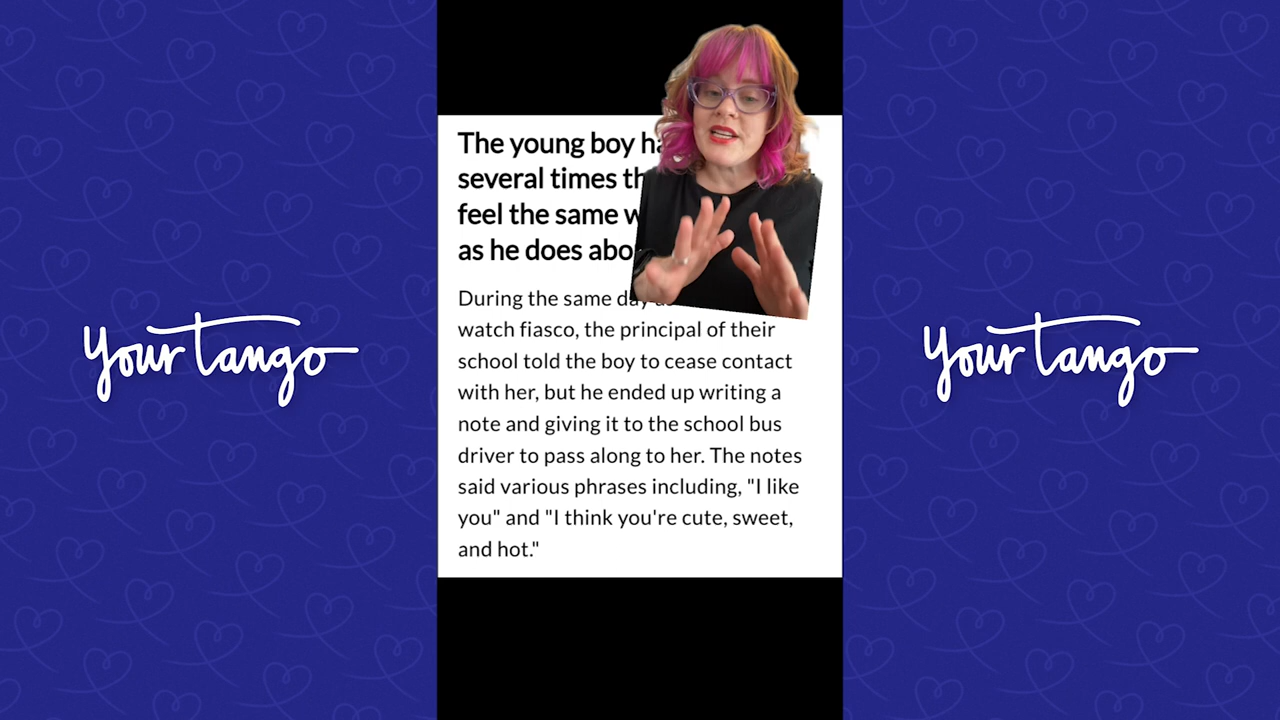 The young boy
several times
feel the same
as he does
During the same day
watch fiasco, the principal of their
school told the boy to cease contact
with her, but he ended up writing a
note and giving it to the school bus
driver to pass along to her. The notes
said various phrases including, "I like
you" and "I think you're cute, sweet,
and hot."
Your Tango
Your Tango